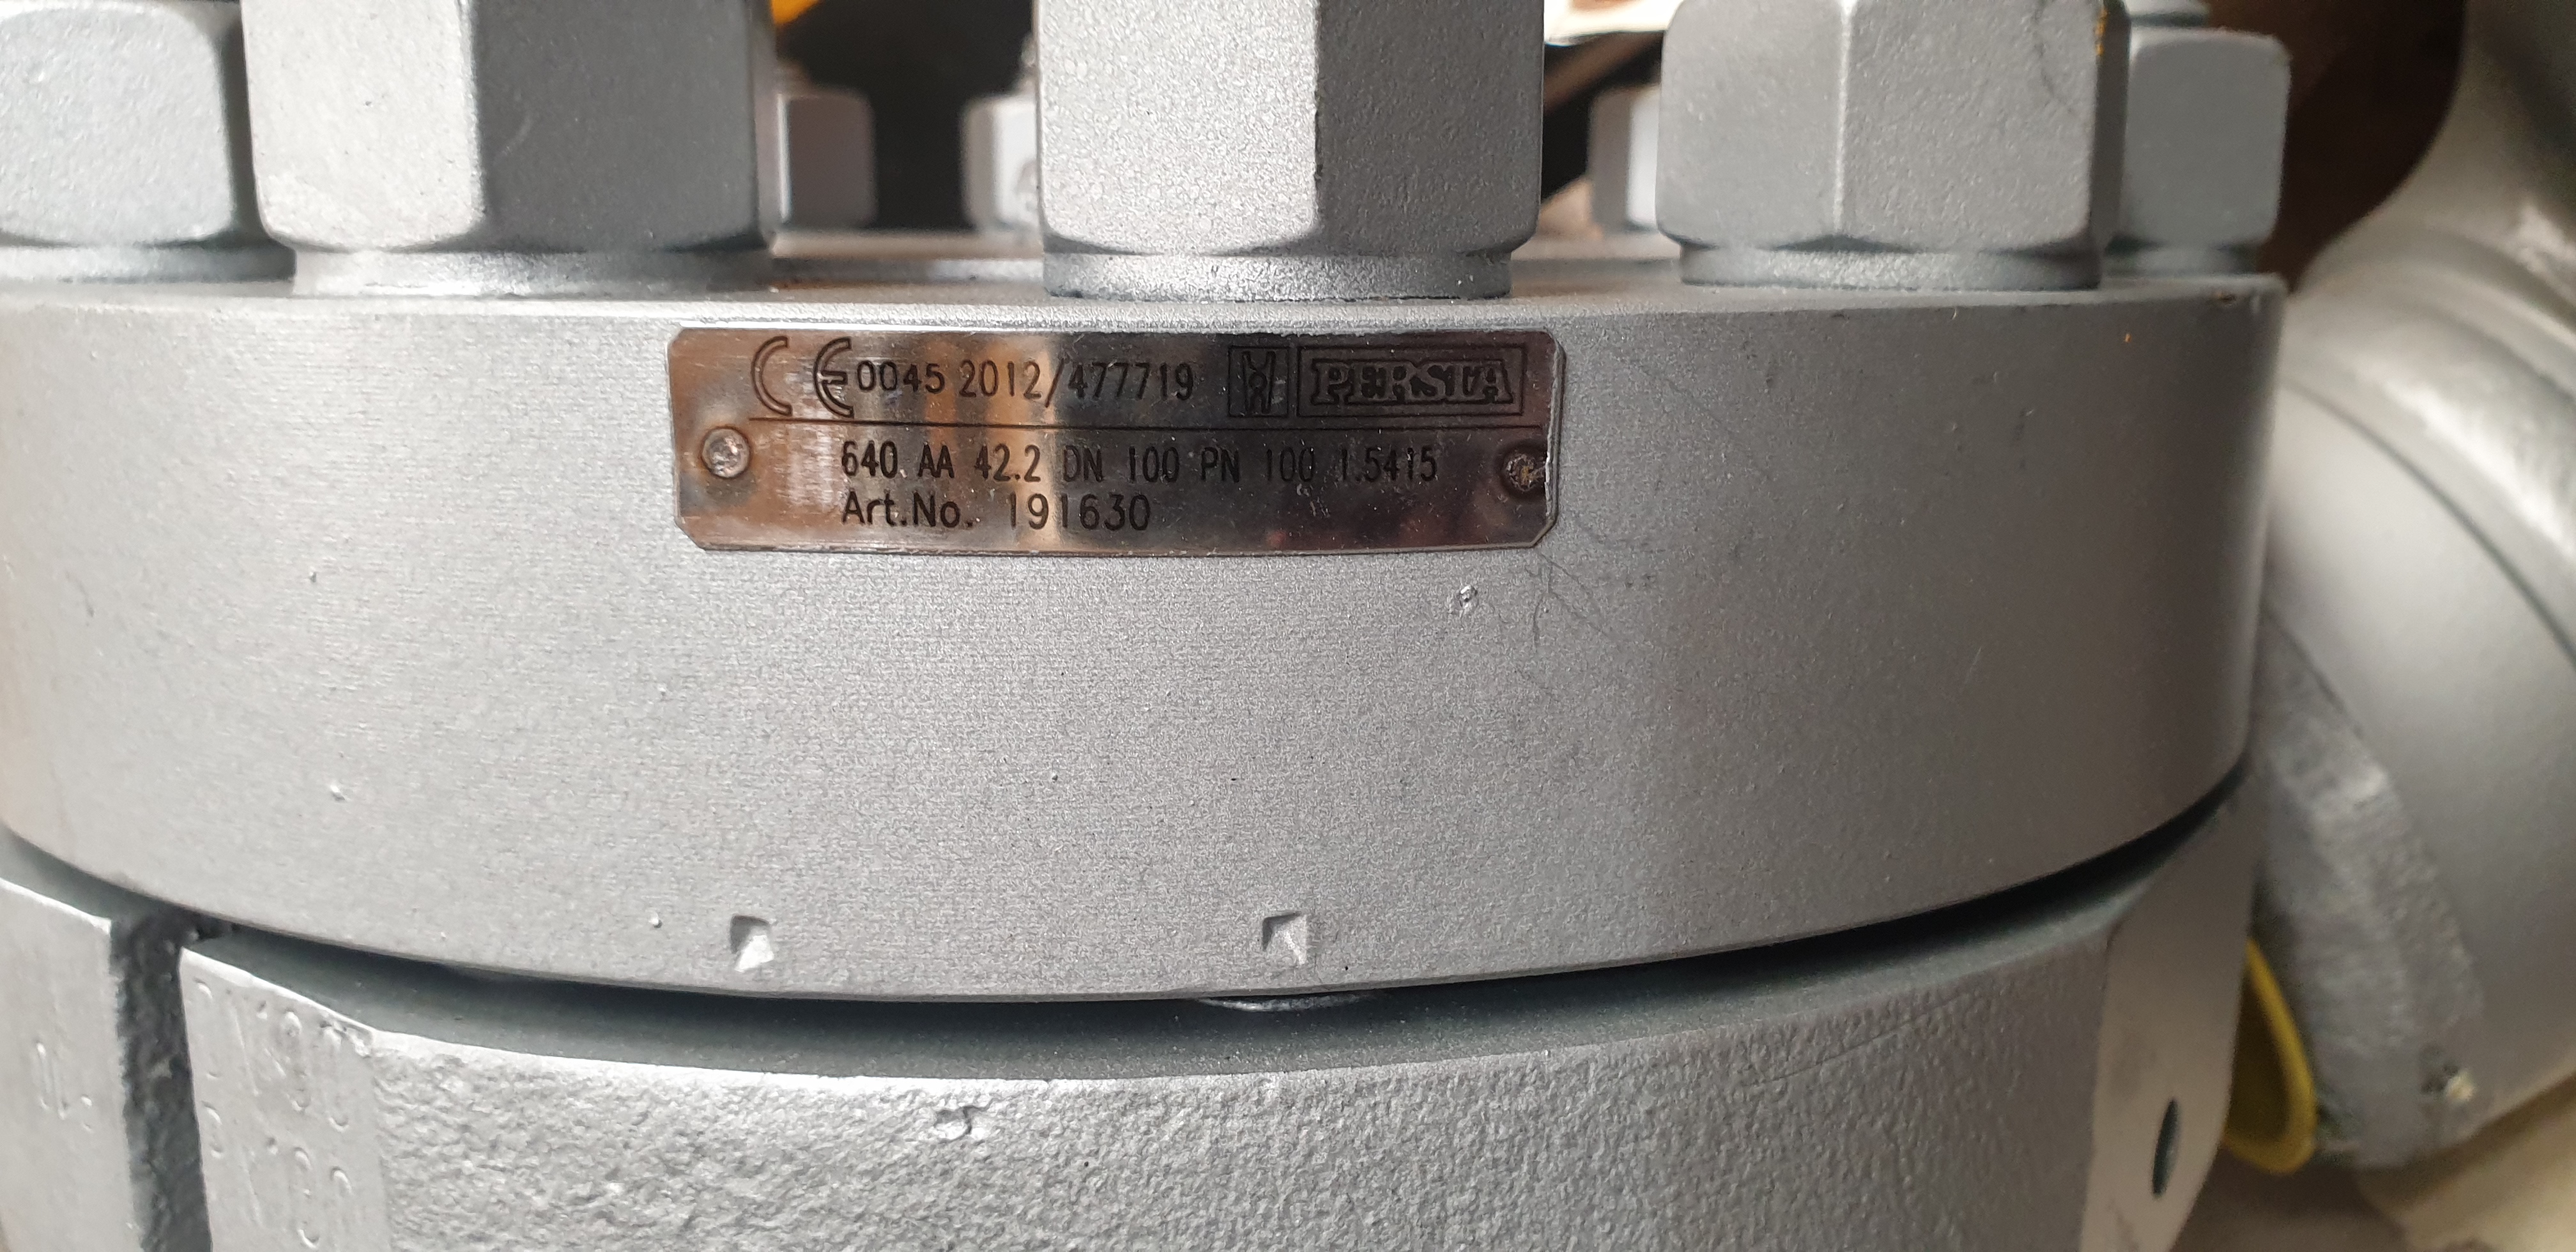 CE 0045 2012/477719 PERSTA
640 AA 42.2 DN 100 PN 100 1.5415
Art.No. 191630